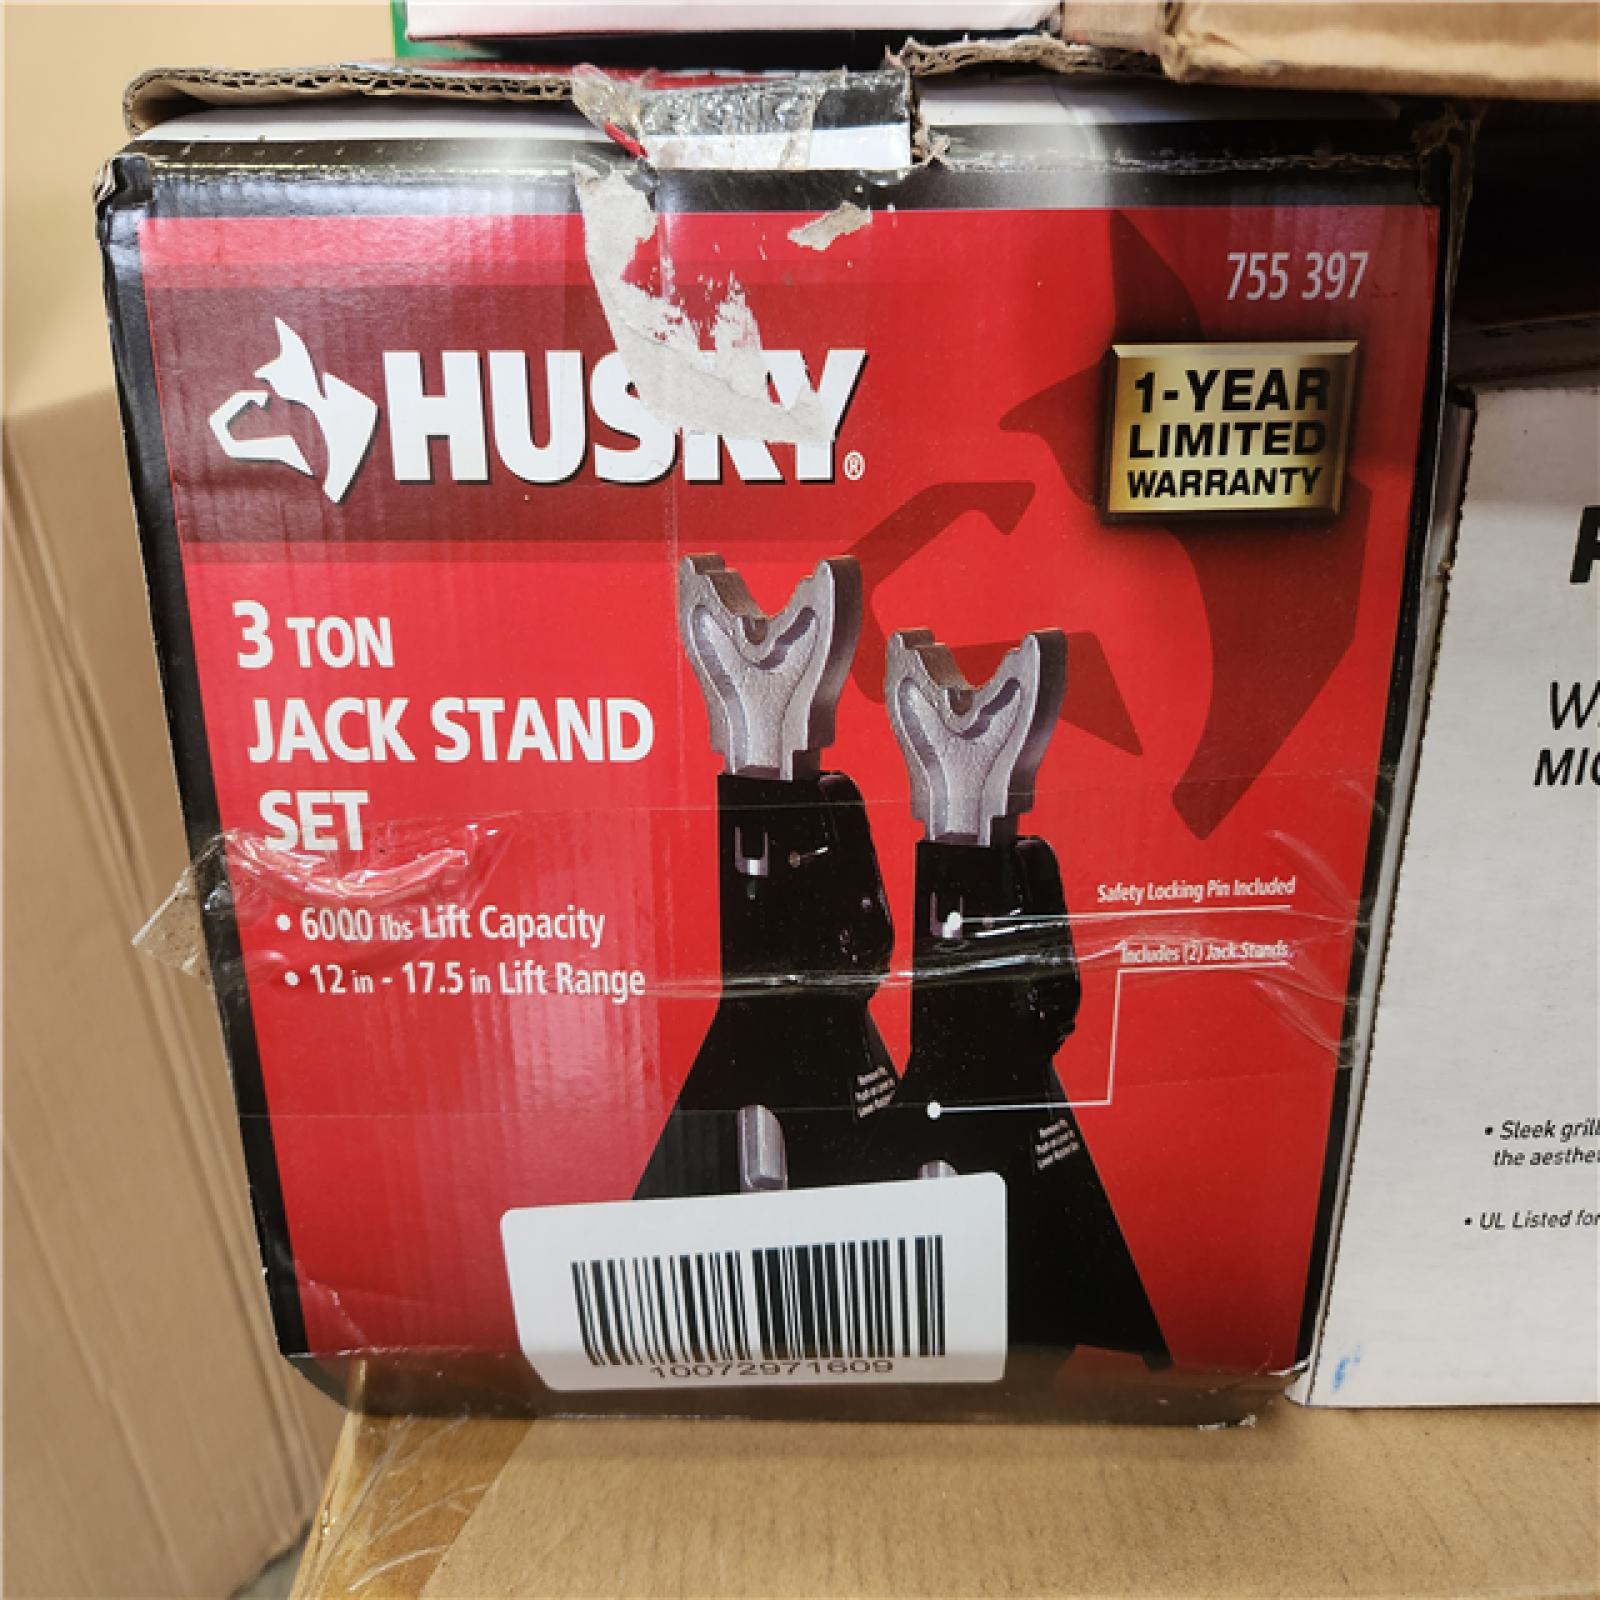 755 397
HUSKY®
1-YEAR
LIMITED
WARRANTY
3 TON
JACK STAND
SET
• 6000 lbs Lift Capacity
• 12 in - 17.5 in Lift Range
Safety Locking Pin Included
Includes (2) Jack Stands
10072971609
MIC
• Sleek grill
the aesthe
• UL Listed for